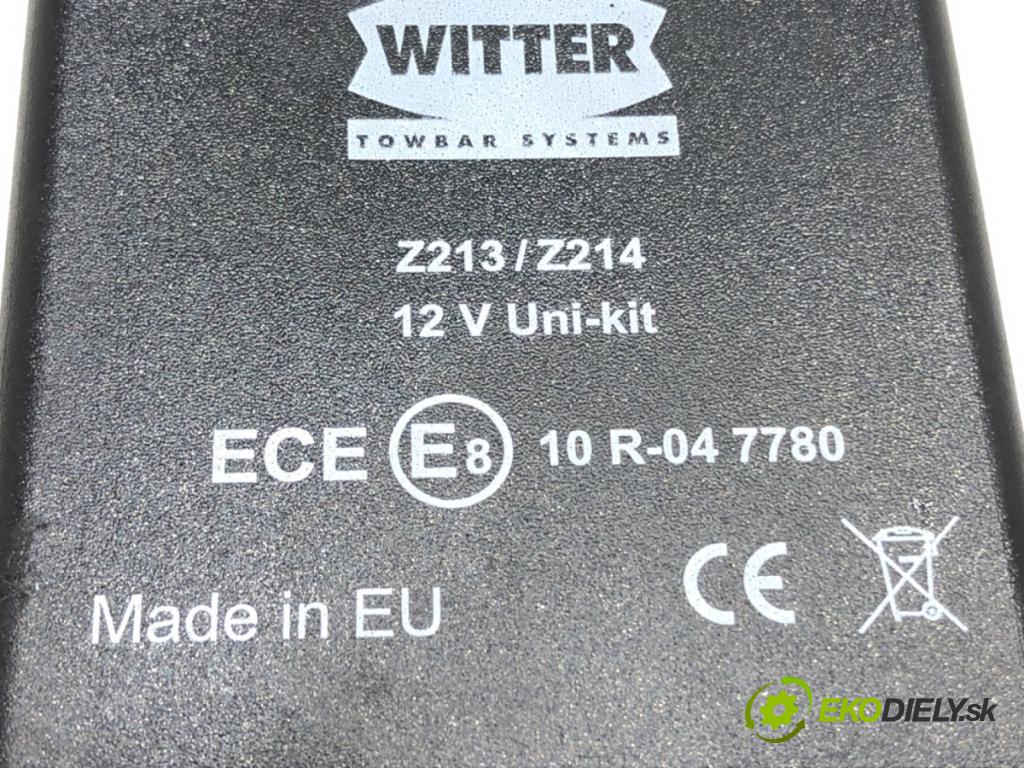 WITTER
TOWBAR SYSTEMS
Z213 / Z214
12 V Uni-kit
ECE E8 10 R-04 7780
CE
Made in EU
EKODIELY.sk